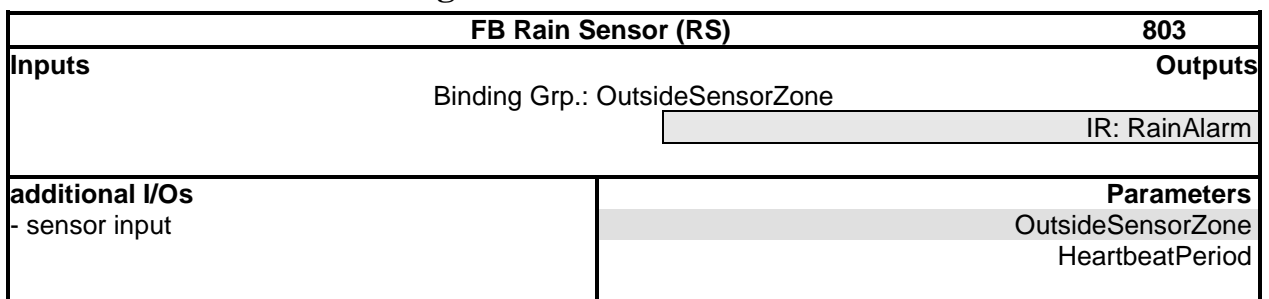 FB Rain Sensor (RS) 803
Inputs Outputs
Binding Grp.: OutsideSensorZone
IR: RainAlarm
additional I/Os Parameters
- sensor input OutsideSensorZone
HeartbeatPeriod